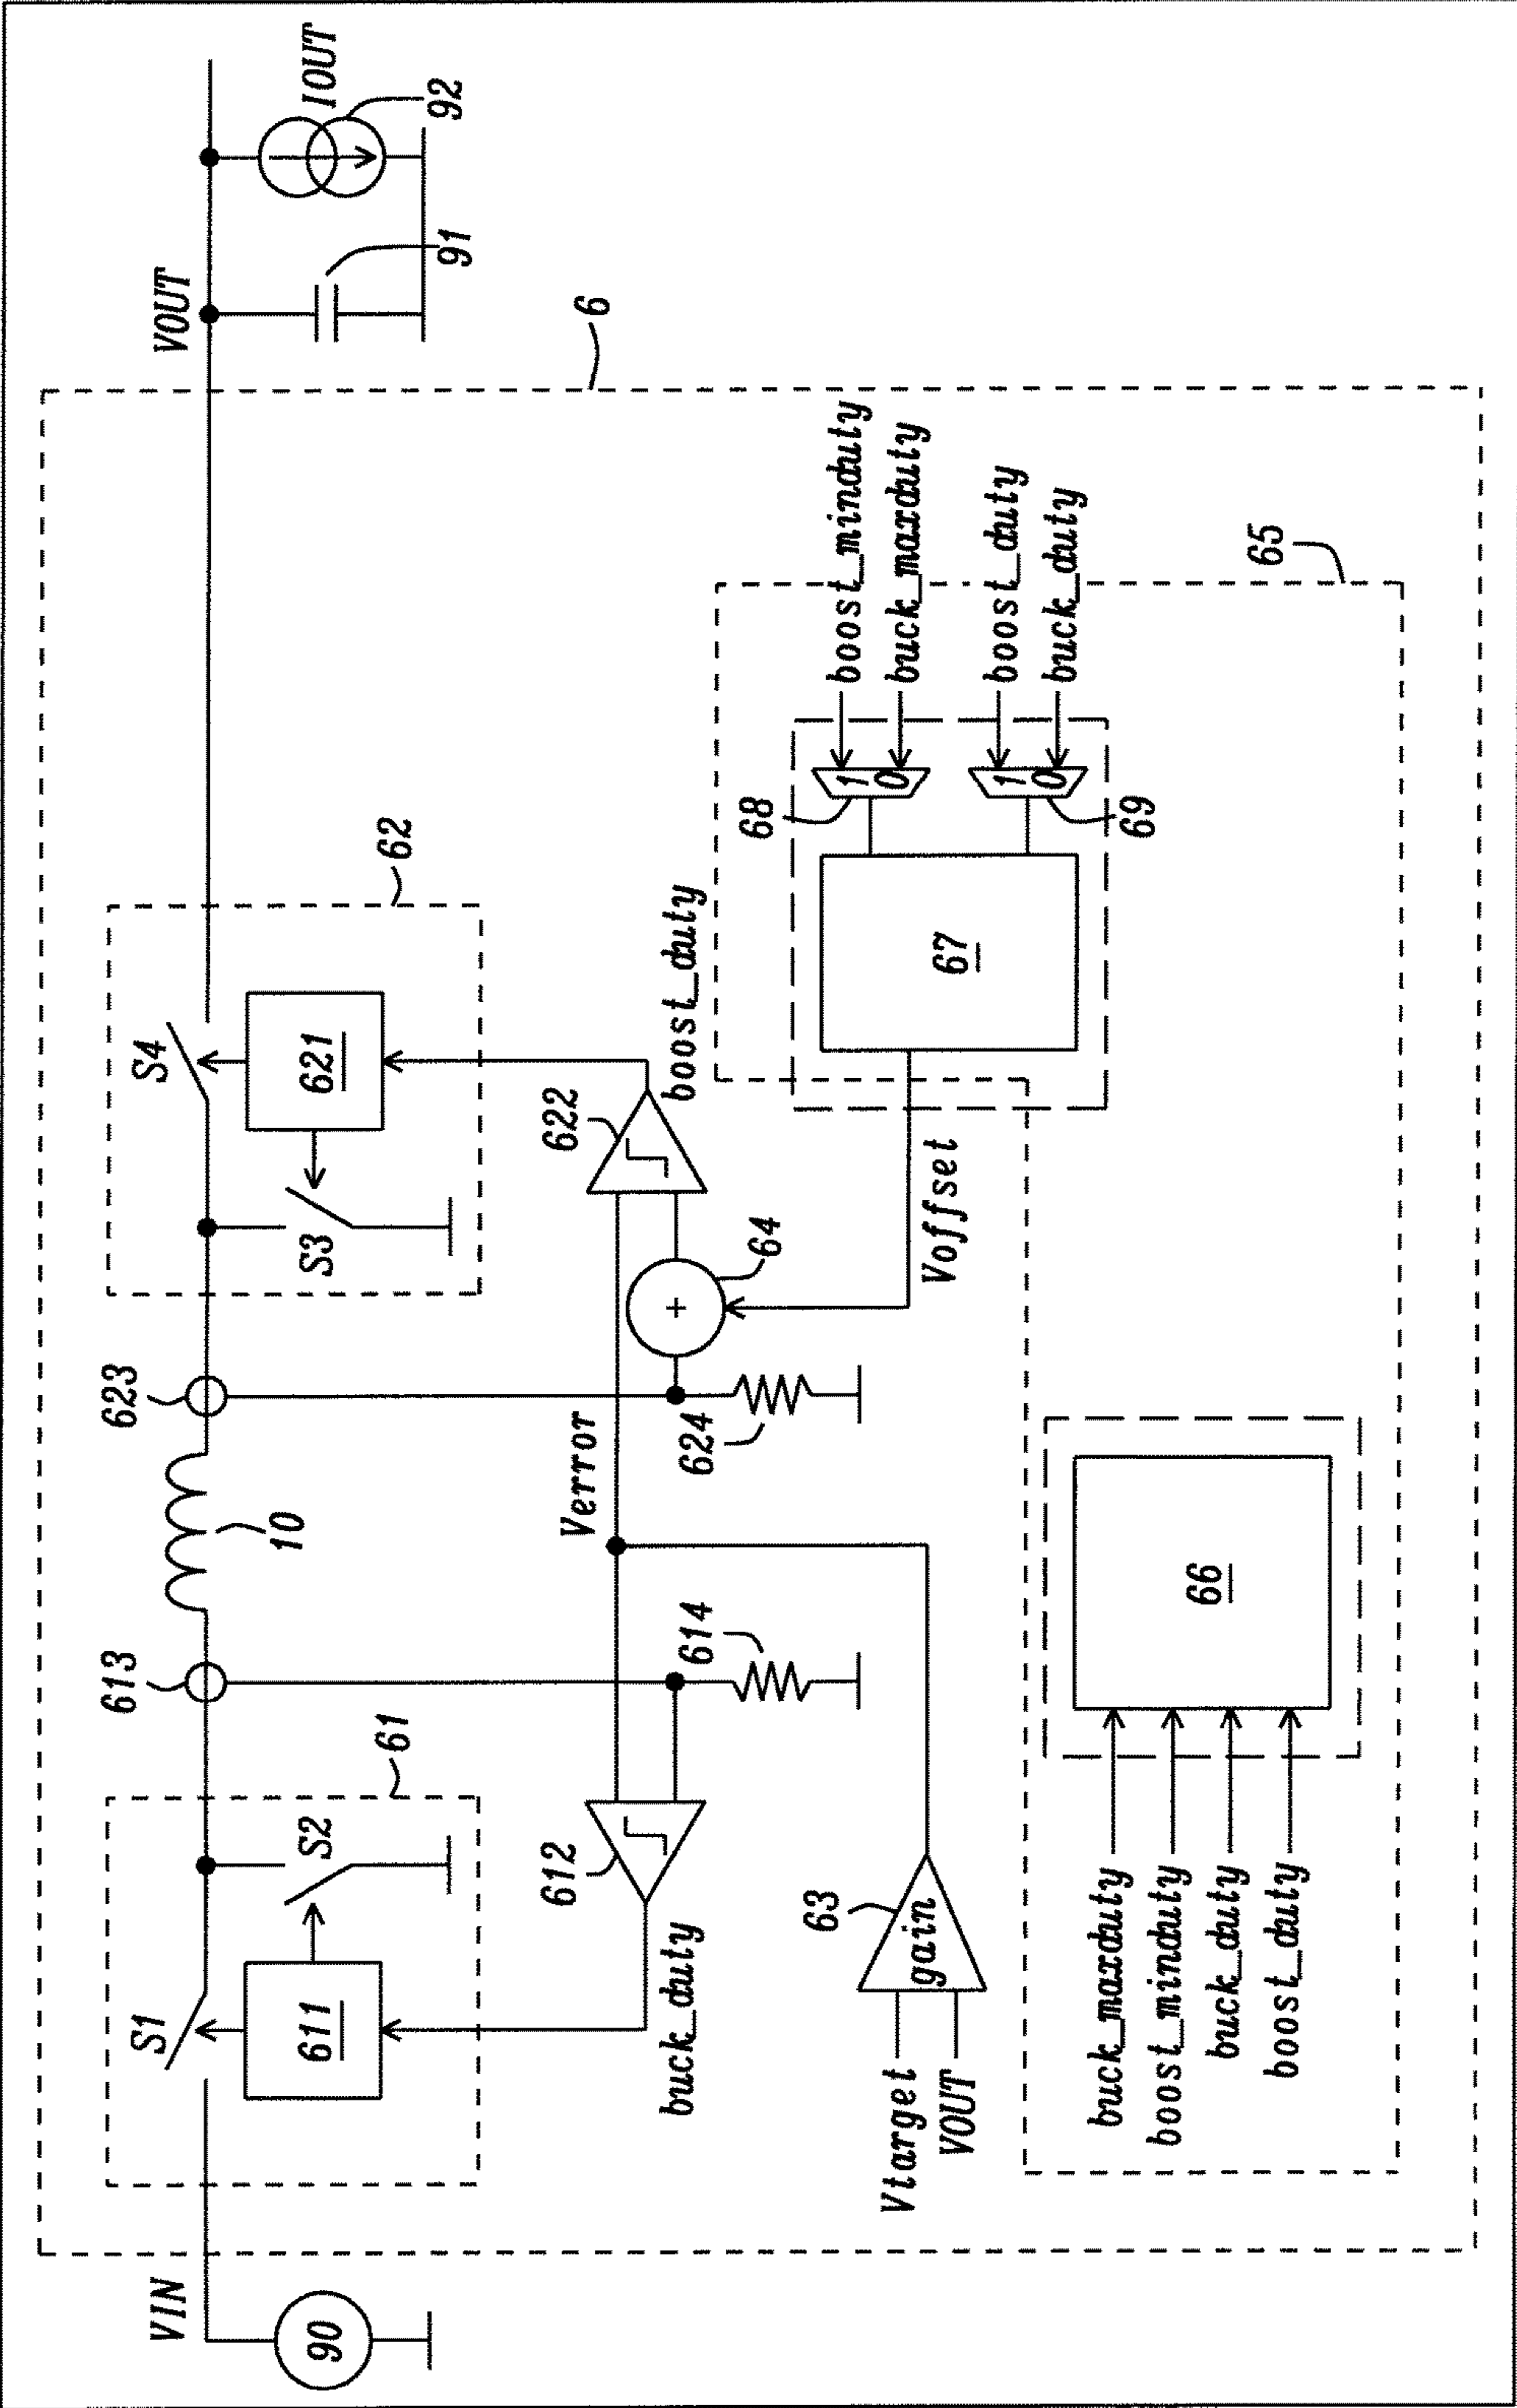 VIN
90
S1
611
S2
61
613
10
623
S3
S4
621
62
VOUT
91
IOUT
92
6
buck_duty
612
614
Verror
624
64
622
boost_duty
Vtarget
VOUT
gain
63
Voffset
67
68
1
0
boost_minduty
buck_maxduty
69
1
0
boost_duty
buck_duty
65
buck_maxduty
boost_minduty
buck_duty
boost_duty
66
+